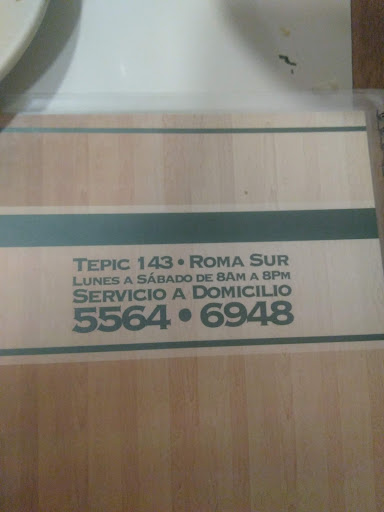 TEPIC 143 • ROMA SUR
LUNES A SÁBADO DE 8AM A 8PM
SERVICIO A DOMICILIO
5564 • 6948